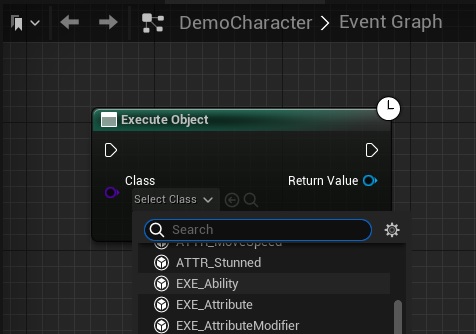 DemoCharacter > Event Graph
Execute Object
Class
Return Value
Select Class
Search
ATTR_MoveSpeed
ATTR_Stunned
EXE_Ability
EXE_Attribute
EXE_AttributeModifier